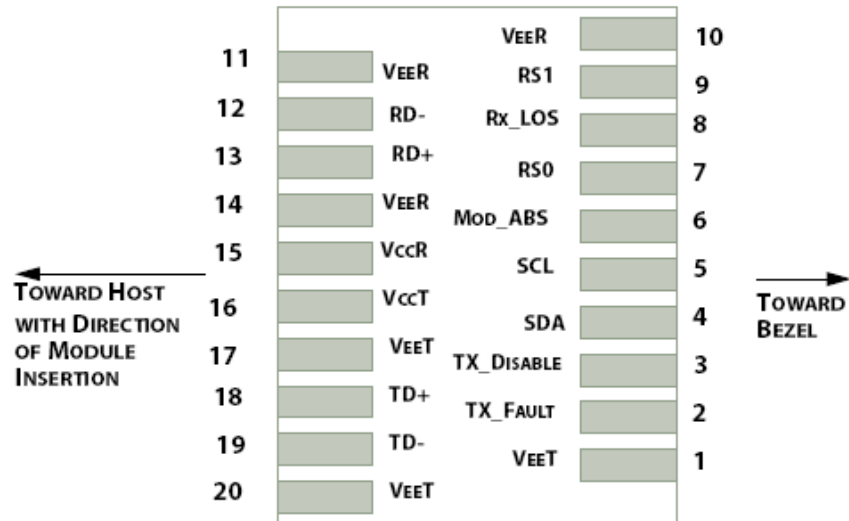 11 VEER
12 RD-
13 RD+
14 VEER
15 VCCR
16 VCCT
17 VEET
18 TD+
19 TD-
20 VEET
VEER 10
RS1 9
RX_LOS 8
RS0 7
MOD_ABS 6
SCL 5
SDA 4
TX_DISABLE 3
TX_FAULT 2
VEET 1
TOWARD HOST
WITH DIRECTION
OF MODULE
INSERTION
TOWARD
BEZEL